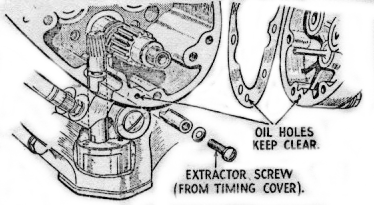 OIL HOLES
KEEP CLEAR.
EXTRACTOR SCREW
(FROM TIMING COVER).